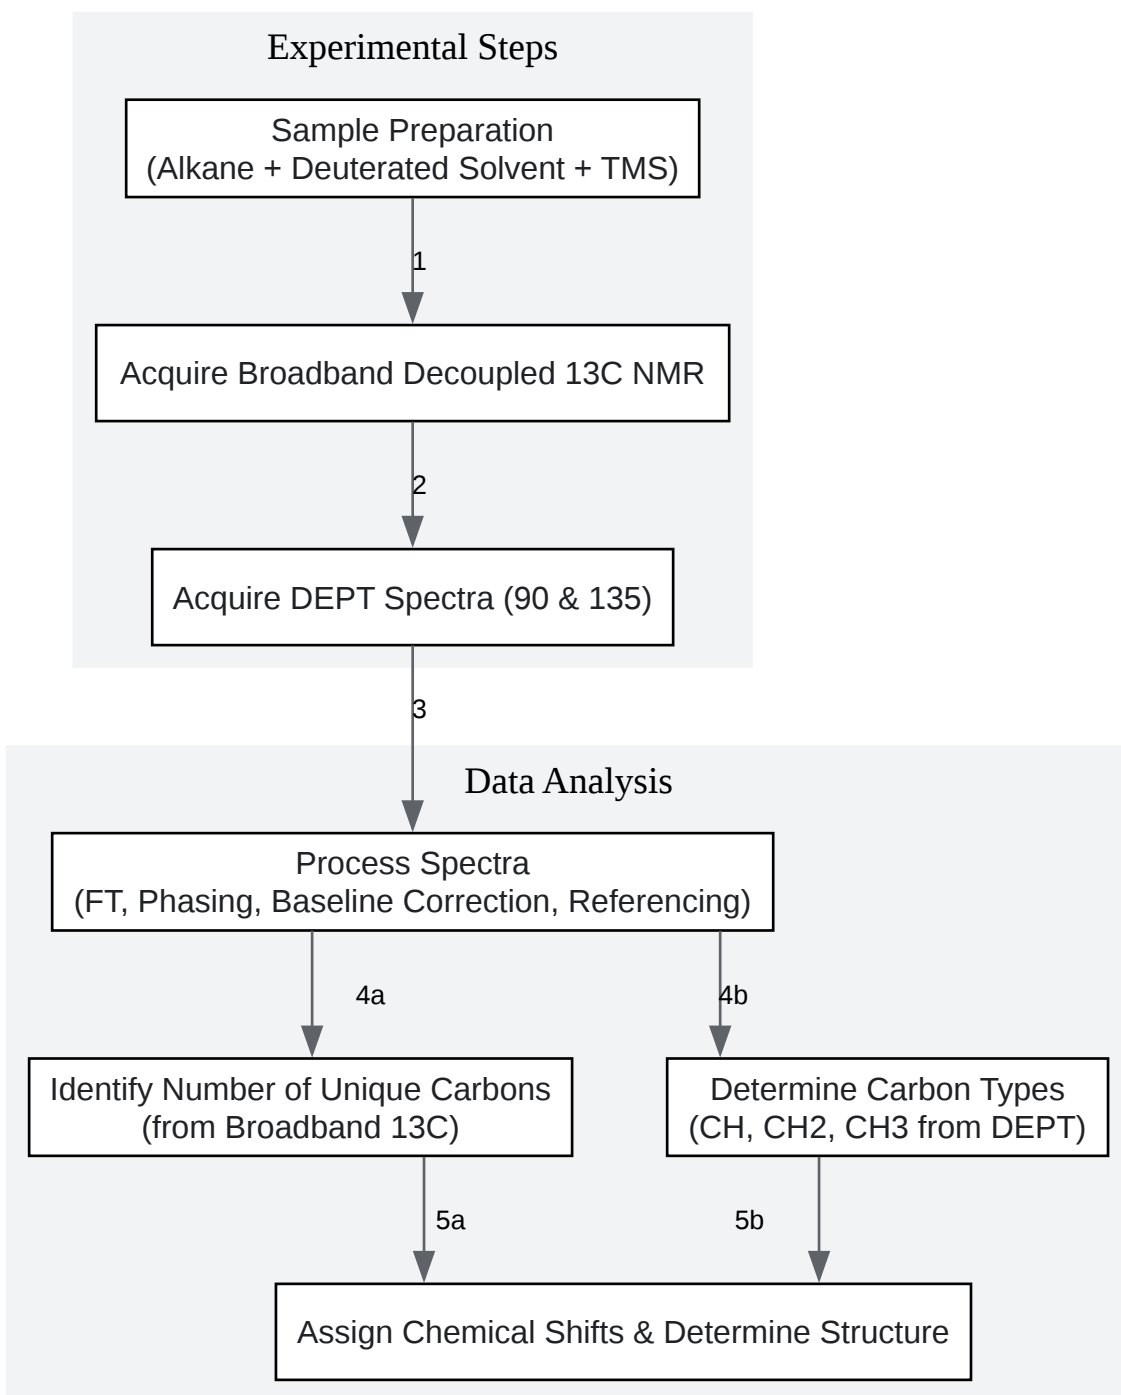 Experimental Steps
Sample Preparation
(Alkane + Deuterated Solvent + TMS)
1
Acquire Broadband Decoupled 13C NMR
2
Acquire DEPT Spectra (90 & 135)
3
Data Analysis
Process Spectra
(FT, Phasing, Baseline Correction, Referencing)
4a
4b
Identify Number of Unique Carbons
(from Broadband 13C)
Determine Carbon Types
(CH, CH2, CH3 from DEPT)
5a
5b
Assign Chemical Shifts & Determine Structure